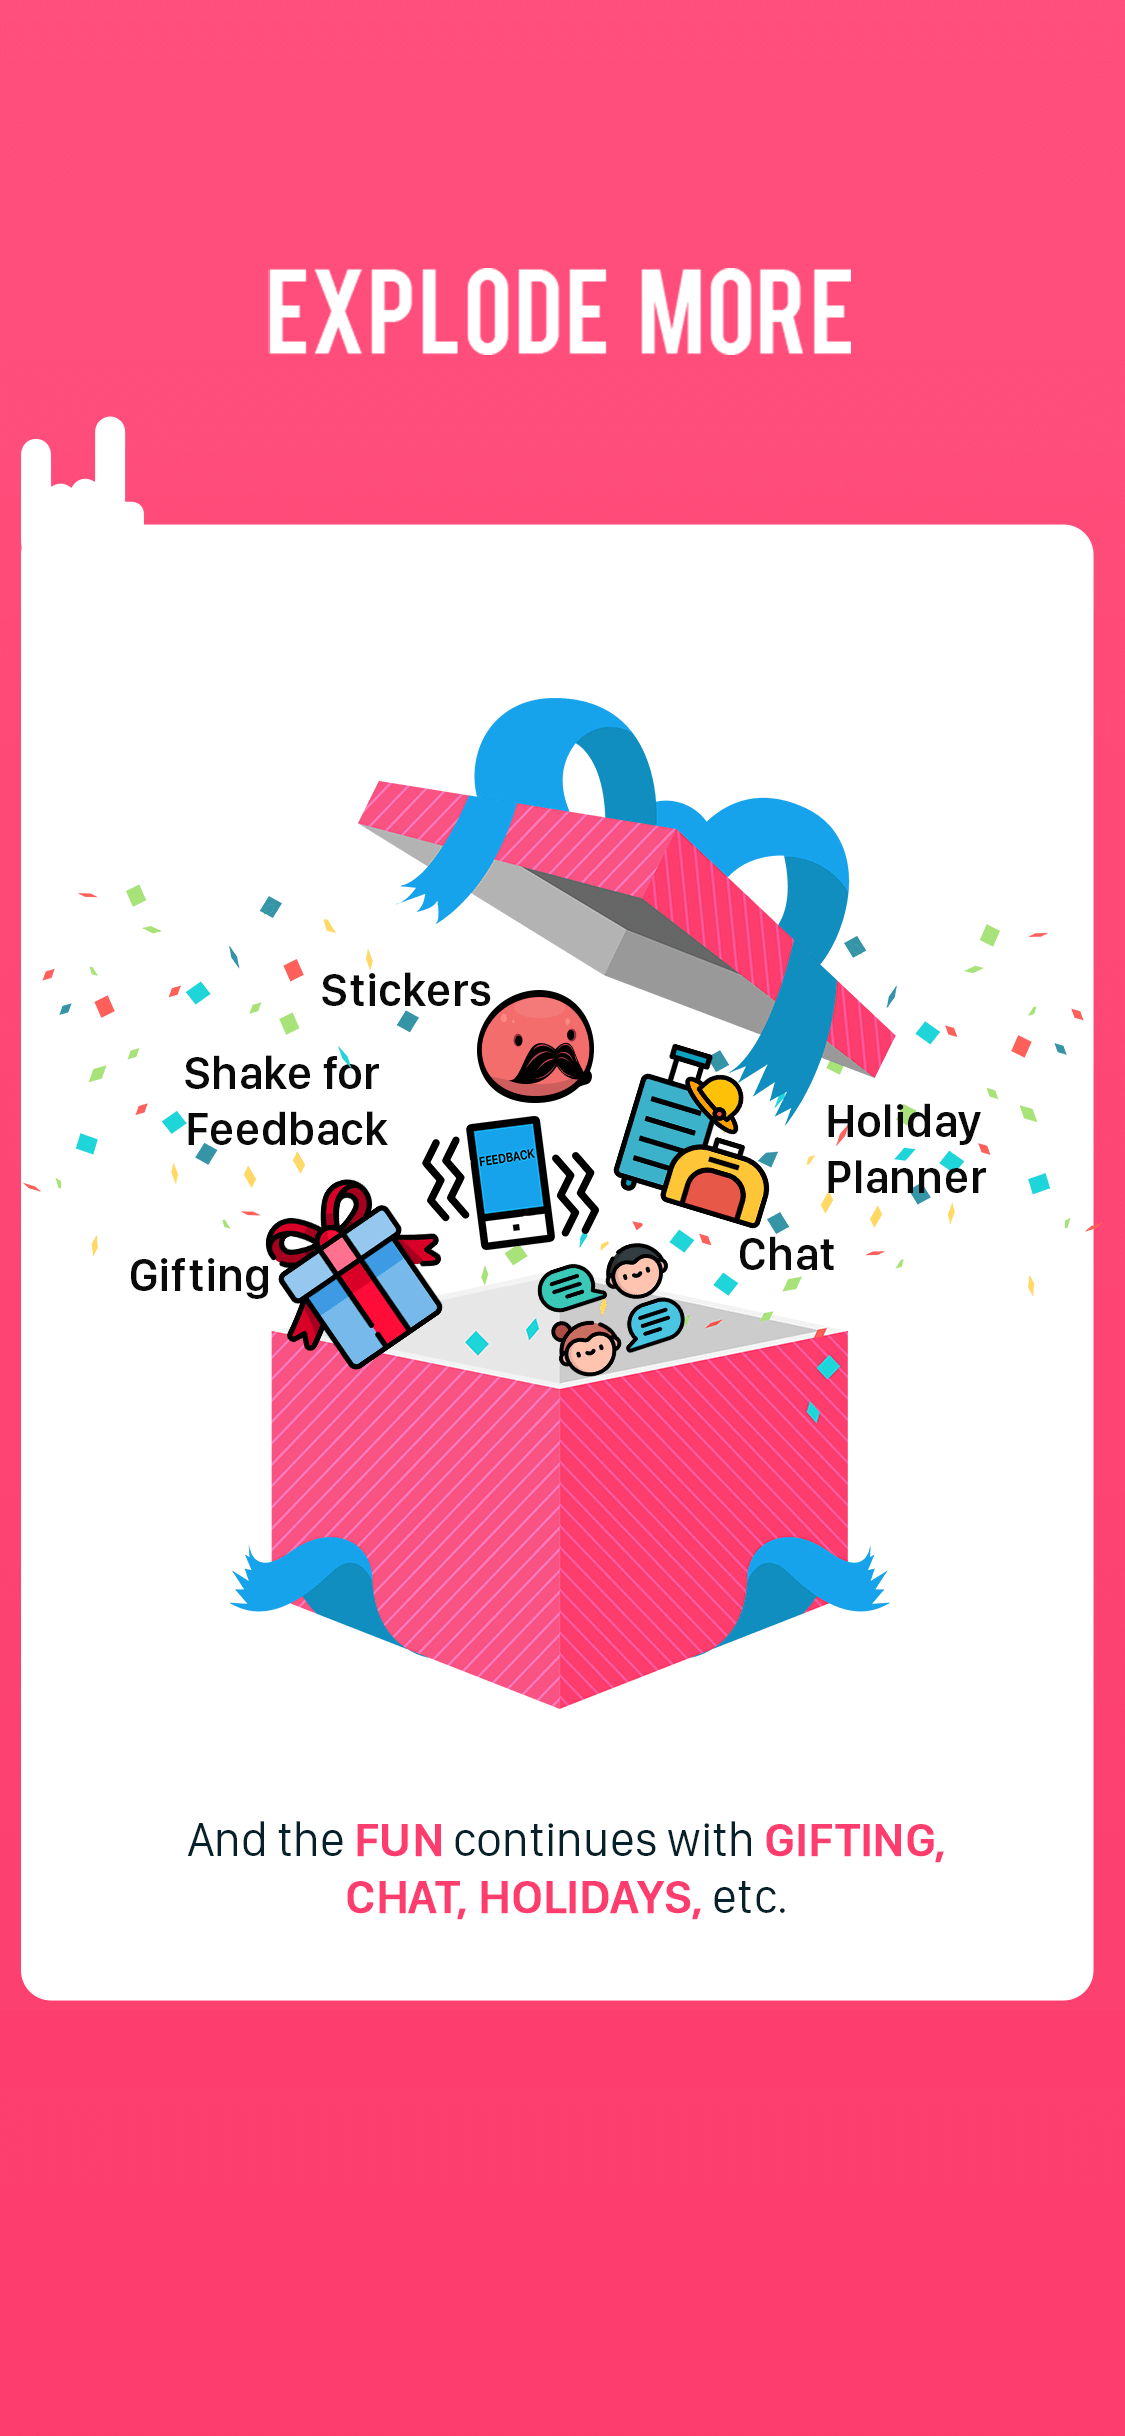 EXPLODE MORE
Stickers
Shake for
Feedback
FEEDBACK
Holiday
Planner
Gifting
Chat
And the FUN continues with GIFTING,
CHAT, HOLIDAYS, etc.